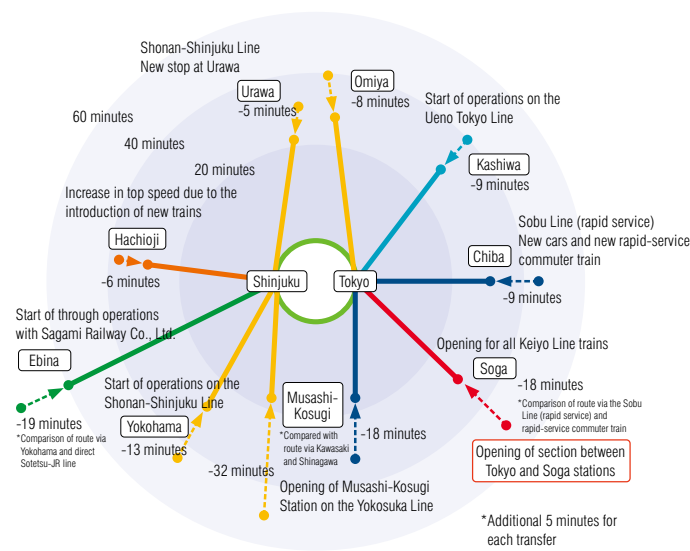 Shonan-Shinjuku Line
New stop at Urawa
Urawa
-5 minutes
Omiya
-8 minutes
Start of operations on the
Ueno Tokyo Line
60 minutes
40 minutes
20 minutes
Kashiwa
-9 minutes
Increase in top speed due to the
introduction of new trains
Hachioji
-6 minutes
Sobu Line (rapid service)
New cars and new rapid-service
commuter train
Chiba
-9 minutes
Shinjuku
Tokyo
Start of through operations
with Sagami Railway Co., Ltd.
Ebina
-19 minutes
*Comparison of route via
Yokohama and direct
Sotetsu-JR line
Opening for all Keiyo Line trains
Soga
-18 minutes
*Comparison of route via the Sobu
Line (rapid service) and
rapid-service commuter train
Start of operations on the
Shonan-Shinjuku Line
Yokohama
-13 minutes
Musashi-
Kosugi
*Compared with
route via Kawasaki
and Shinagawa
-18 minutes
-32 minutes
Opening of Musashi-Kosugi
Station on the Yokosuka Line
Opening of section between
Tokyo and Soga stations
*Additional 5 minutes for
each transfer